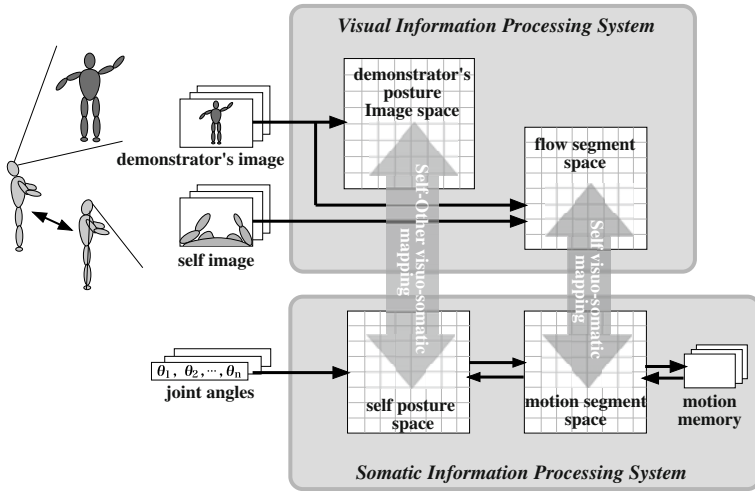 Visual Information Processing System
demonstrator's
posture
Image space
demonstrator's image
flow segment
space
self image
Self-Other visuo-somatic
mapping
Self visuo-somatic
mapping
θ1, θ2,···,θn
joint angles
self posture
space
motion segment
space
motion
memory
Somatic Information Processing System